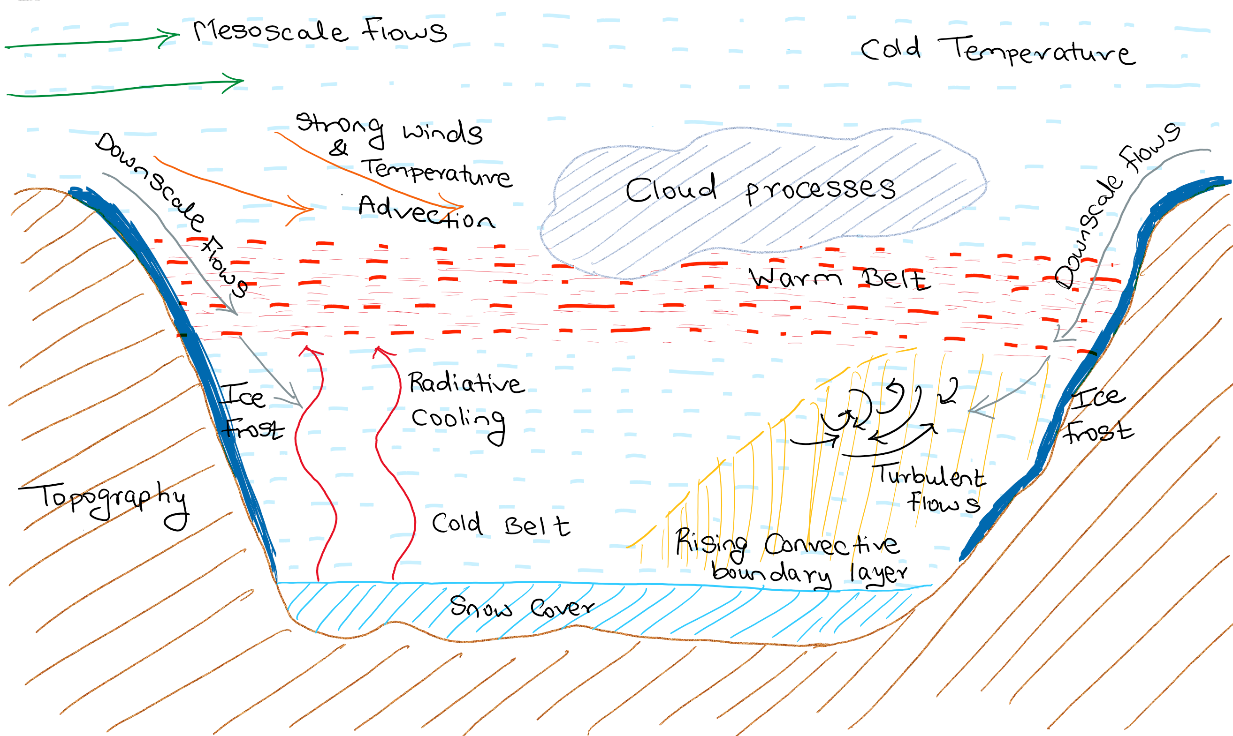 Mesoscale Flows
Cold Temperature
Strong winds
& Temperature
Advection
Downscale Flows
Cloud processes
Downscale Flows
Warm Belt
Ice
Frost
Radiative
Cooling
Ice
Frost
Turbulent
Flows
Topography
Cold Belt
Rising Convective
boundary layer
Snow Cover